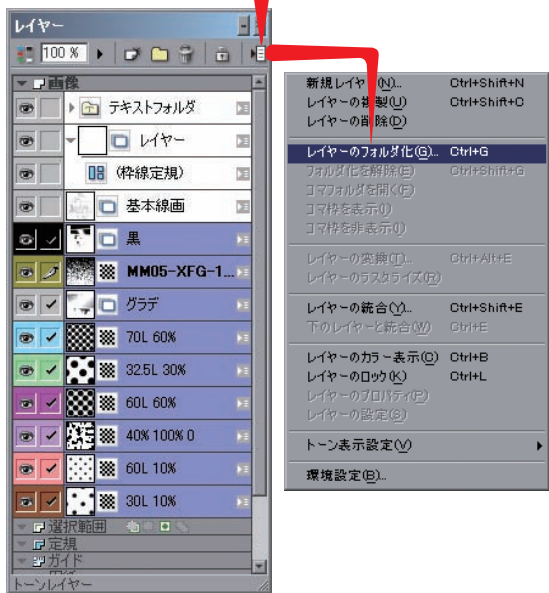 レイヤー
100 %
画像
テキストフォルダ
レイヤー
(枠線定規)
基本線画
黒
MM05-XFG-1...
グラデ
70L 60%
32.5L 30%
60L 60%
40% 100% 0
60L 10%
30L 10%
選択範囲
定規
ガイド
トーンレイヤー
新規レイヤー(N)... Ctrl+Shift+N
レイヤーの複製(U) Ctrl+Shift+C
レイヤーの削除(D)
レイヤーのフォルダ化(G)... Ctrl+G
フォルダ化を解除(E) Ctrl+Shift+G
コマフォルダを開く(F)
コマ枠を表示()
コマ枠を非表示()
レイヤーの変換(T)... Ctrl+Alt+E
レイヤーのラスタライズ(R)
レイヤーの統合(Y)... Ctrl+Shift+E
下のレイヤーと統合(W) Ctrl+E
レイヤーのカラー表示(O) Ctrl+B
レイヤーのロック(K) Ctrl+L
レイヤーのプロパティ(P)
レイヤーの設定(S)
トーン表示設定(V)
環境設定(B)...